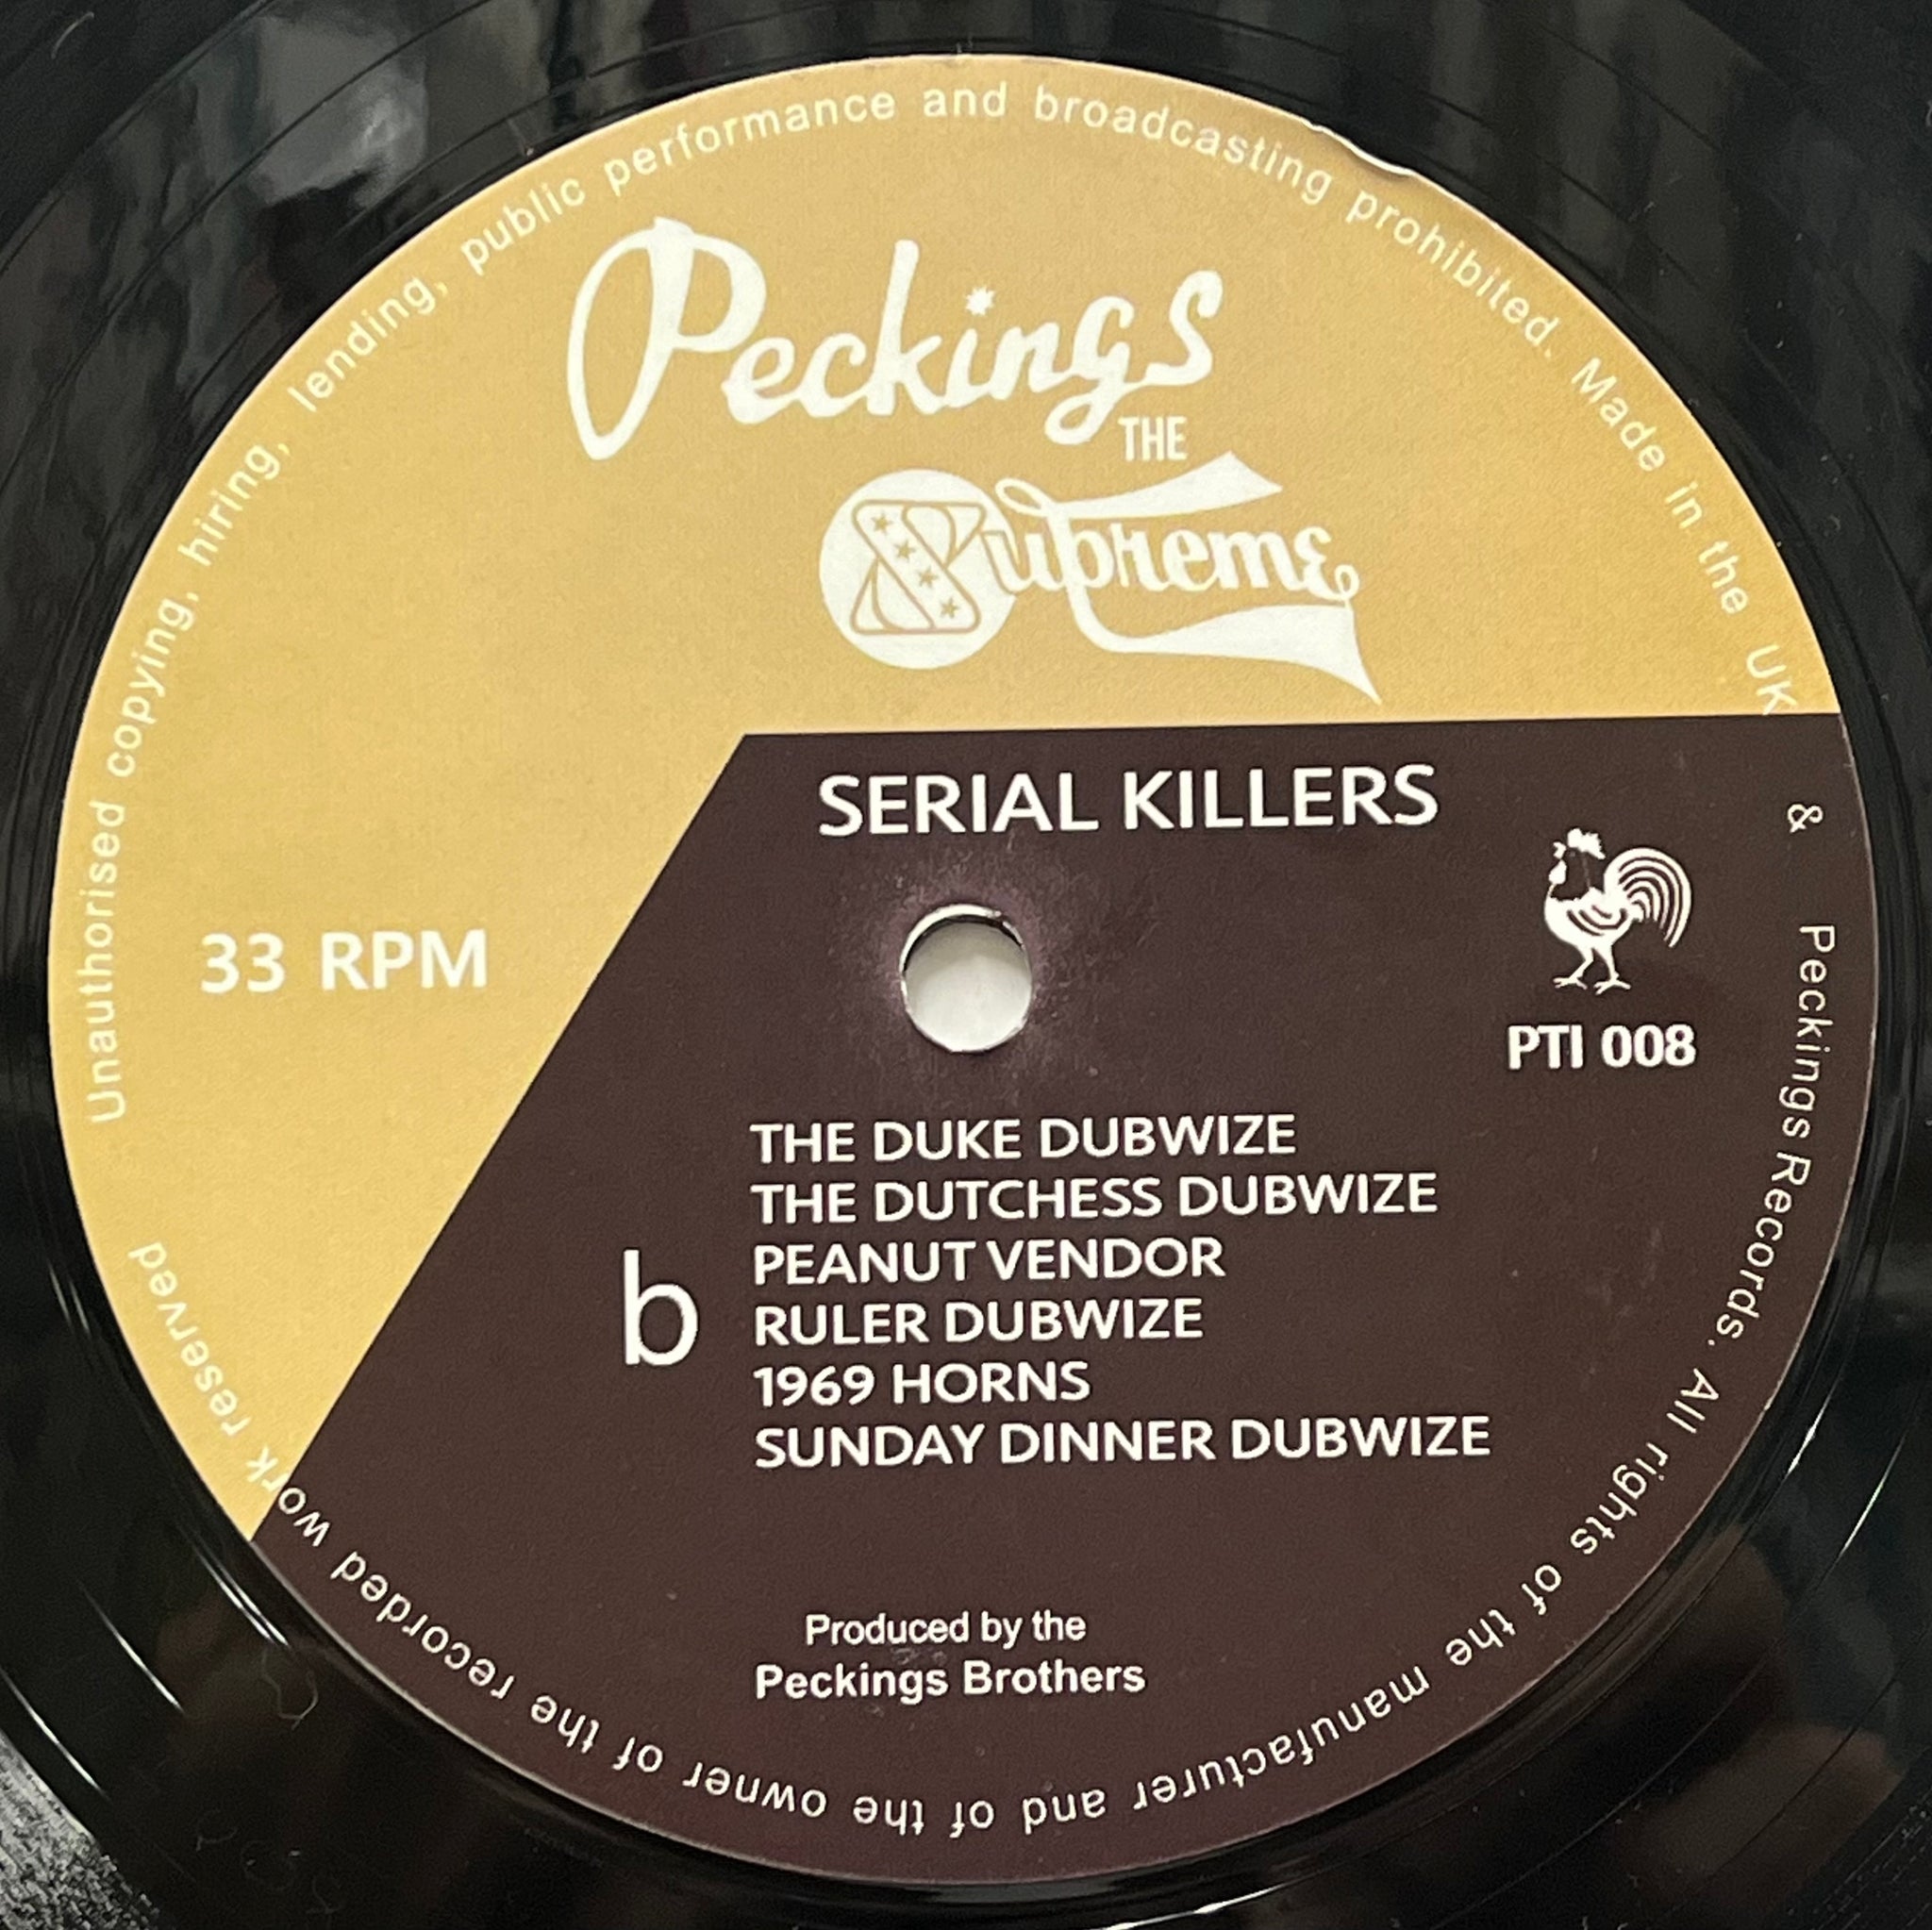 Unauthorised copying, hiring, lending, public performance and broadcasting prohibited. Made in the UK & Peckings Records. All rights of the manufacturer and of the owner of the recorded work reserved
Peckings
THE
Supreme
SERIAL KILLERS
33 RPM
PTI 008
THE DUKE DUBWIZE
THE DUTCHESS DUBWIZE
PEANUT VENDOR
b
RULER DUBWIZE
1969 HORNS
SUNDAY DINNER DUBWIZE
Produced by the
Peckings Brothers